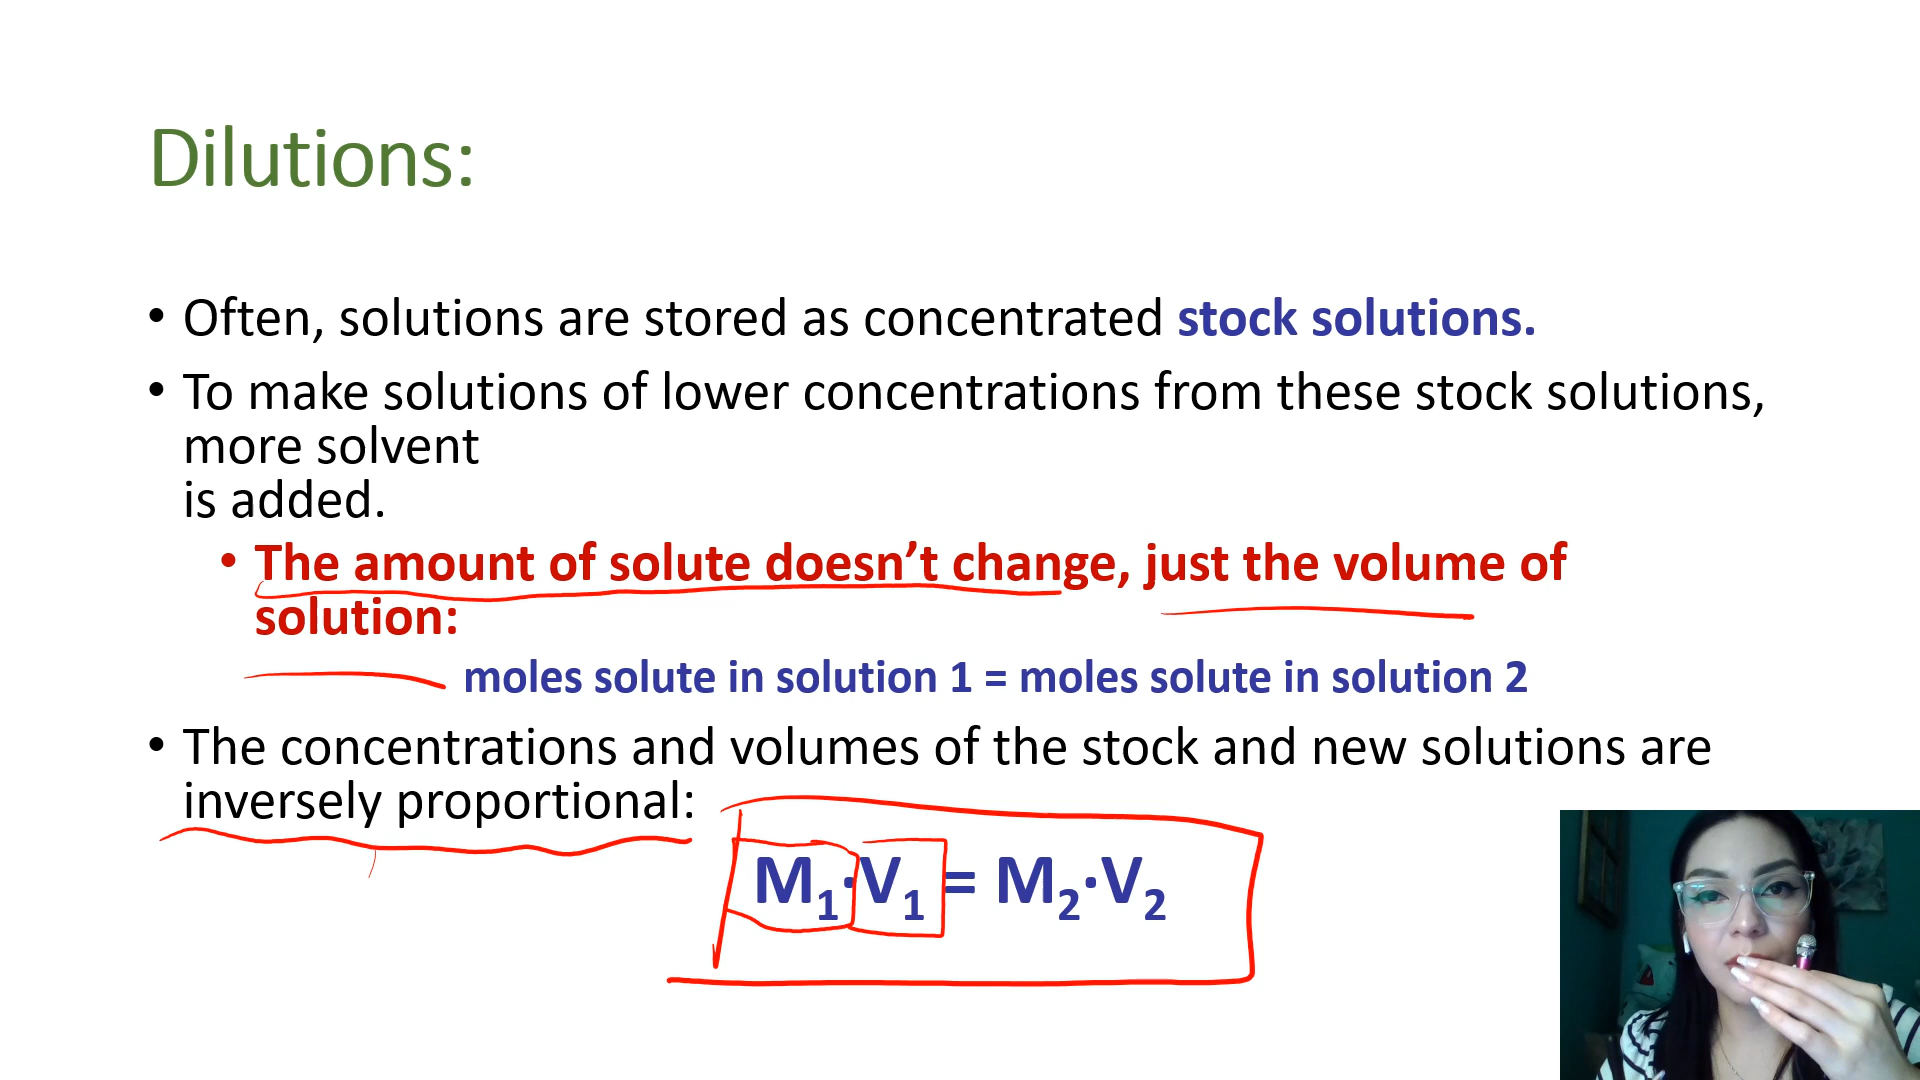 Dilutions:
• Often, solutions are stored as concentrated stock solutions.
• To make solutions of lower concentrations from these stock solutions,
more solvent
is added.
• The amount of solute doesn’t change, just the volume of
solution:
moles solute in solution 1 = moles solute in solution 2
• The concentrations and volumes of the stock and new solutions are
inversely proportional:
M₁·V₁ = M₂·V₂